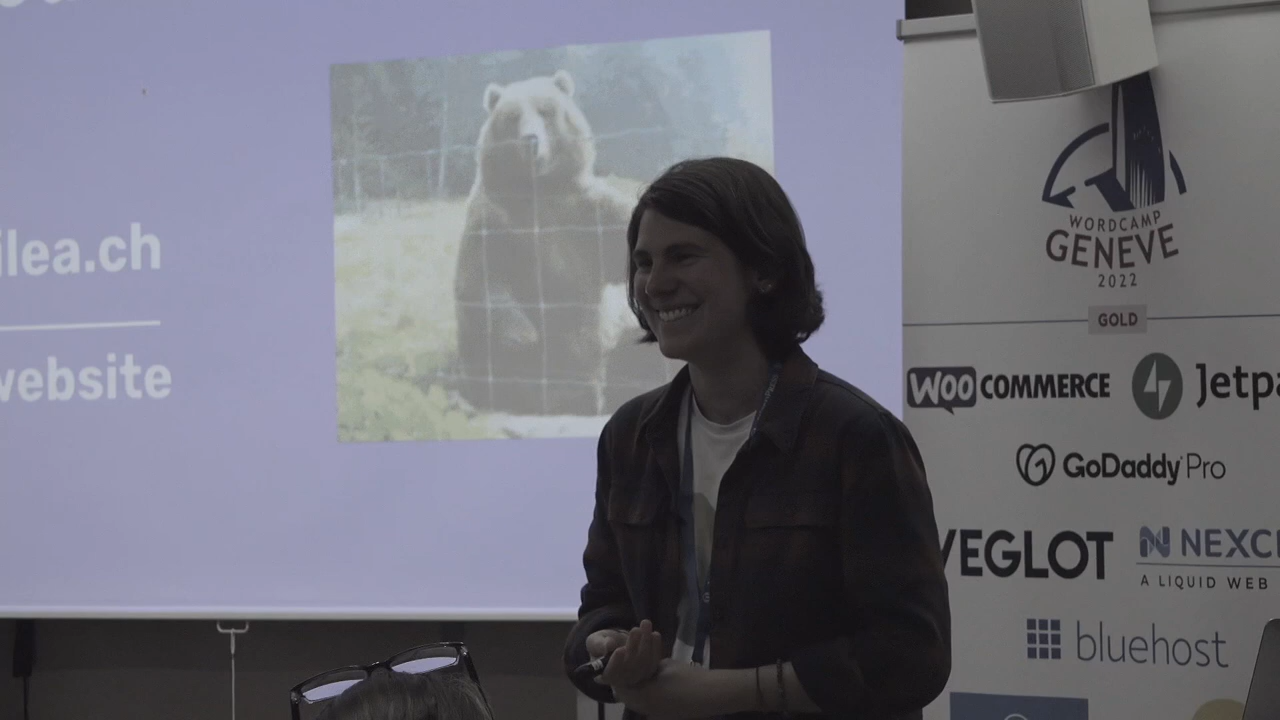 ilea.ch
website
WORDCAMP
GENEVE
2022
GOLD
WOO COMMERCE
Jetpa
GoDaddy Pro
VEGLOT
NEXC
A LIQUID WEB
bluehost